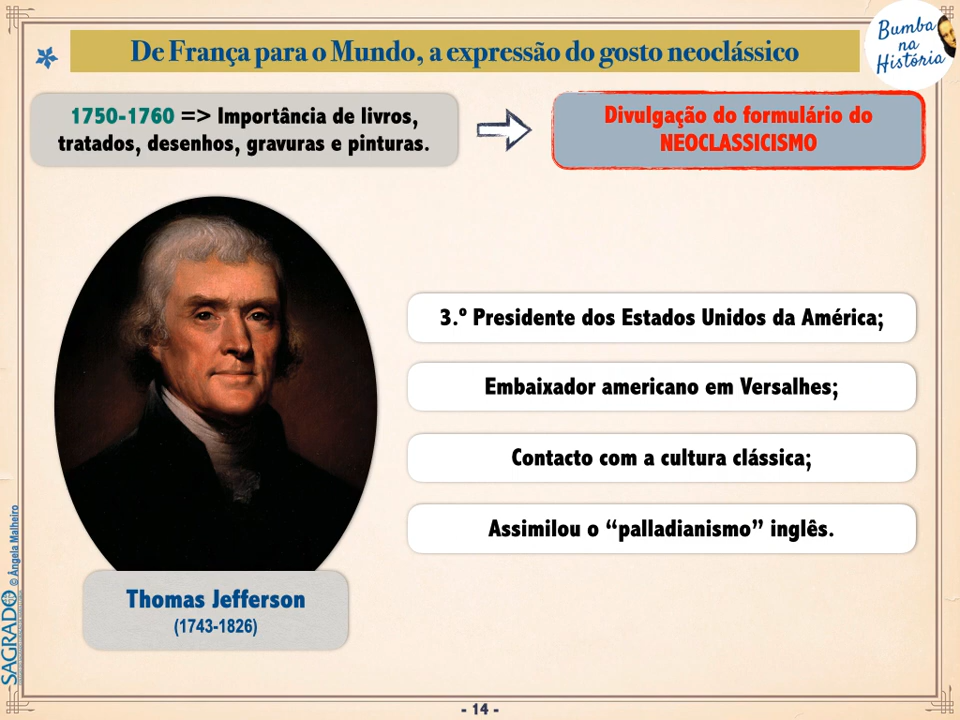 De França para o Mundo, a expressão do gosto neoclássico
Bumba
na
História
1750-1760 => Importância de livros,
tratados, desenhos, gravuras e pinturas.
Divulgação do formulário do
NEOCLASSICISMO
3.º Presidente dos Estados Unidos da América;
Embaixador americano em Versalhes;
Contacto com a cultura clássica;
Assimilou o “palladianismo” inglês.
Thomas Jefferson
(1743-1826)
SAGRADO
© Ângela Malheiro
- 14 -